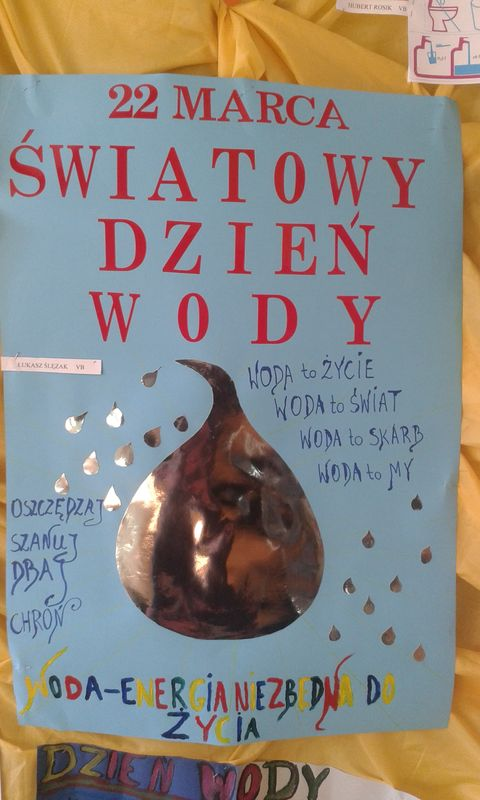 HUBERT ROSIK VB
22 MARCA
ŚWIATOWY
DZIEŃ
WODY
ŁUKASZ ŚLĘZAK VB
WODA to ŻYCIE
WODA to ŚWIAT
WODA to SKARB
WODA to MY
OSZCZĘDZAJ
SZANUJ
DBAJ
CHROŃ
WODA-ENERGIA NIEZBĘDNA DO
ŻYCIA
DZIEŃ WODY